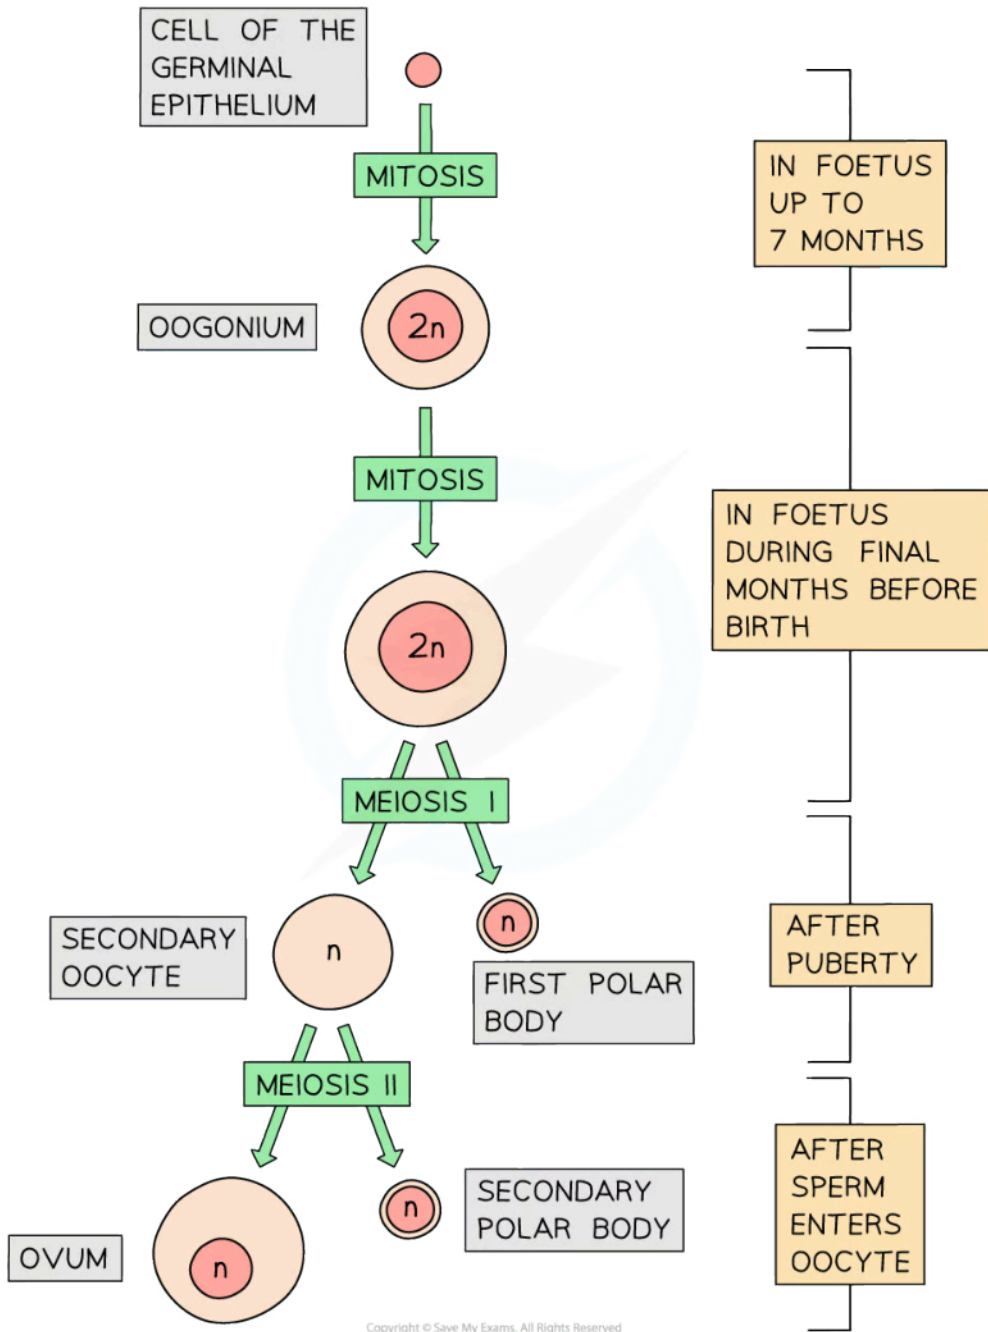 CELL OF THE
GERMINAL
EPITHELIUM
MITOSIS
IN FOETUS
UP TO
7 MONTHS
OOGONIUM
2n
MITOSIS
IN FOETUS
DURING FINAL
MONTHS BEFORE
BIRTH
2n
MEIOSIS I
SECONDARY
OOCYTE
n
n
FIRST POLAR
BODY
AFTER
PUBERTY
MEIOSIS II
OVUM
n
n
SECONDARY
POLAR BODY
AFTER
SPERM
ENTERS
OOCYTE
Copyright © Save My Exams. All Rights Reserved